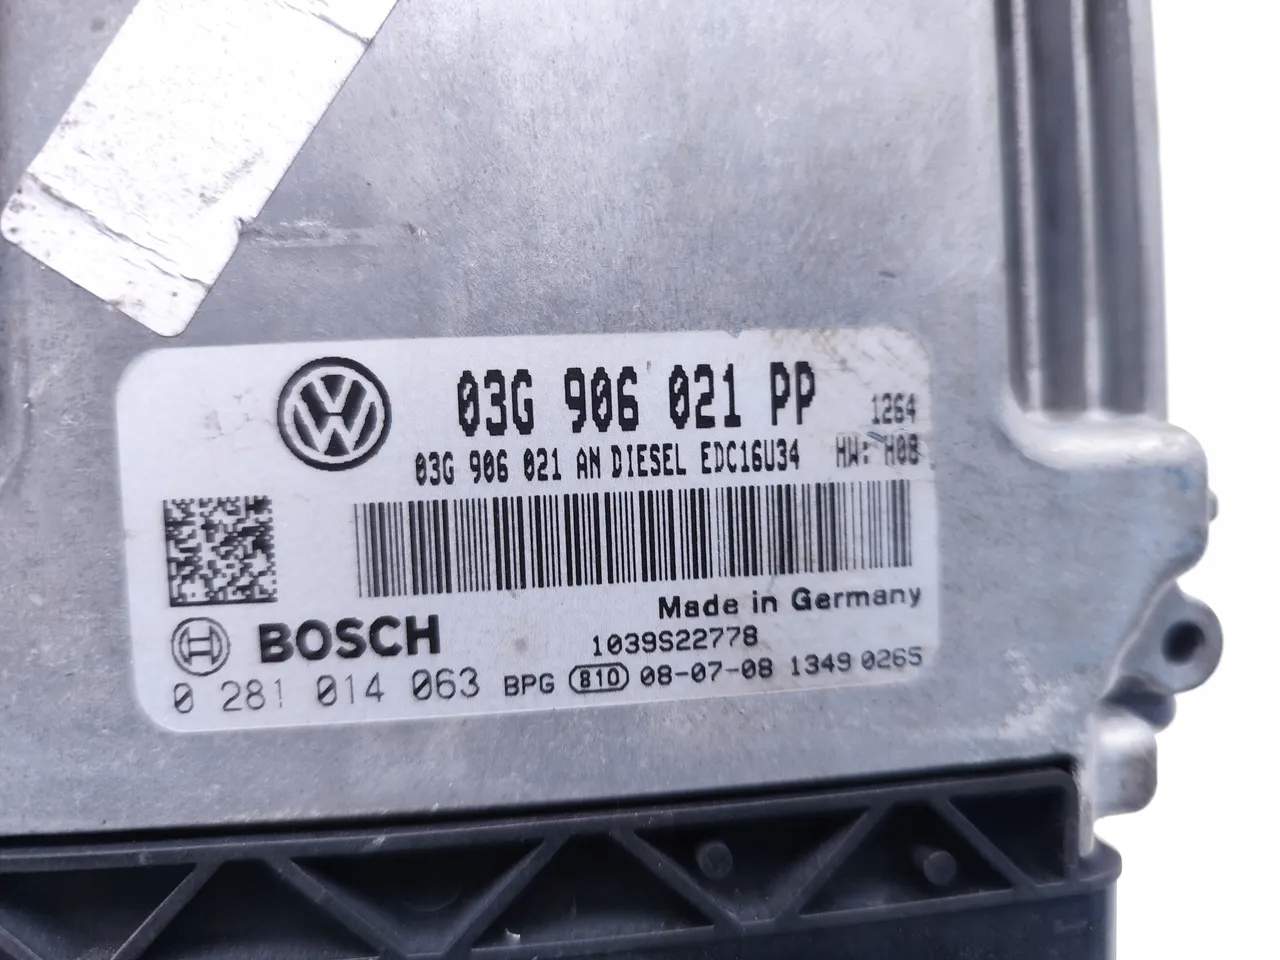 03G 906 021 PP 1264
03G 906 021 AN DIESEL EDC16U34 HW: H08
Made in Germany
BOSCH 1039S22778
0 281 014 063 BPG 810 08-07-08 1349 0265